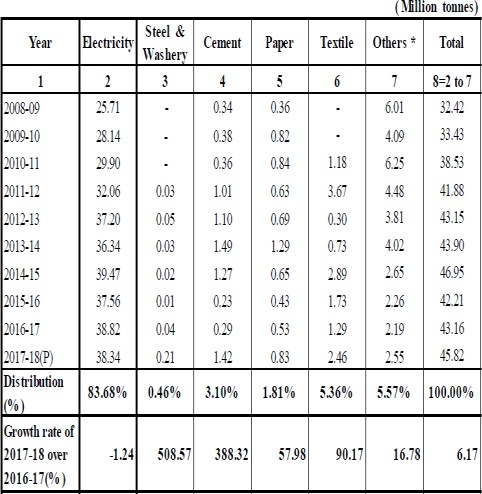 (Million tonnes)
Year Electricity Steel & Washery Cement Paper Textile Others * Total
1 2 3 4 5 6 7 8=2 to 7
2008-09 25.71 - 0.34 0.36 - 6.01 32.42
2009-10 28.14 - 0.38 0.82 - 4.09 33.43
2010-11 29.90 - 0.36 0.84 1.18 6.25 38.53
2011-12 32.06 0.03 1.01 0.63 3.67 4.48 41.88
2012-13 37.20 0.05 1.10 0.69 0.30 3.81 43.15
2013-14 36.34 0.03 1.49 1.29 0.73 4.02 43.90
2014-15 39.47 0.02 1.27 0.65 2.89 2.65 46.95
2015-16 37.56 0.01 0.23 0.43 1.73 2.26 42.21
2016-17 38.82 0.04 0.29 0.53 1.29 2.19 43.16
2017-18(P) 38.34 0.21 1.42 0.83 2.46 2.55 45.82
Distribution (%) 83.68% 0.46% 3.10% 1.81% 5.36% 5.57% 100.00%
Growth rate of 2017-18 over 2016-17(%) -1.24 508.57 388.32 57.98 90.17 16.78 6.17